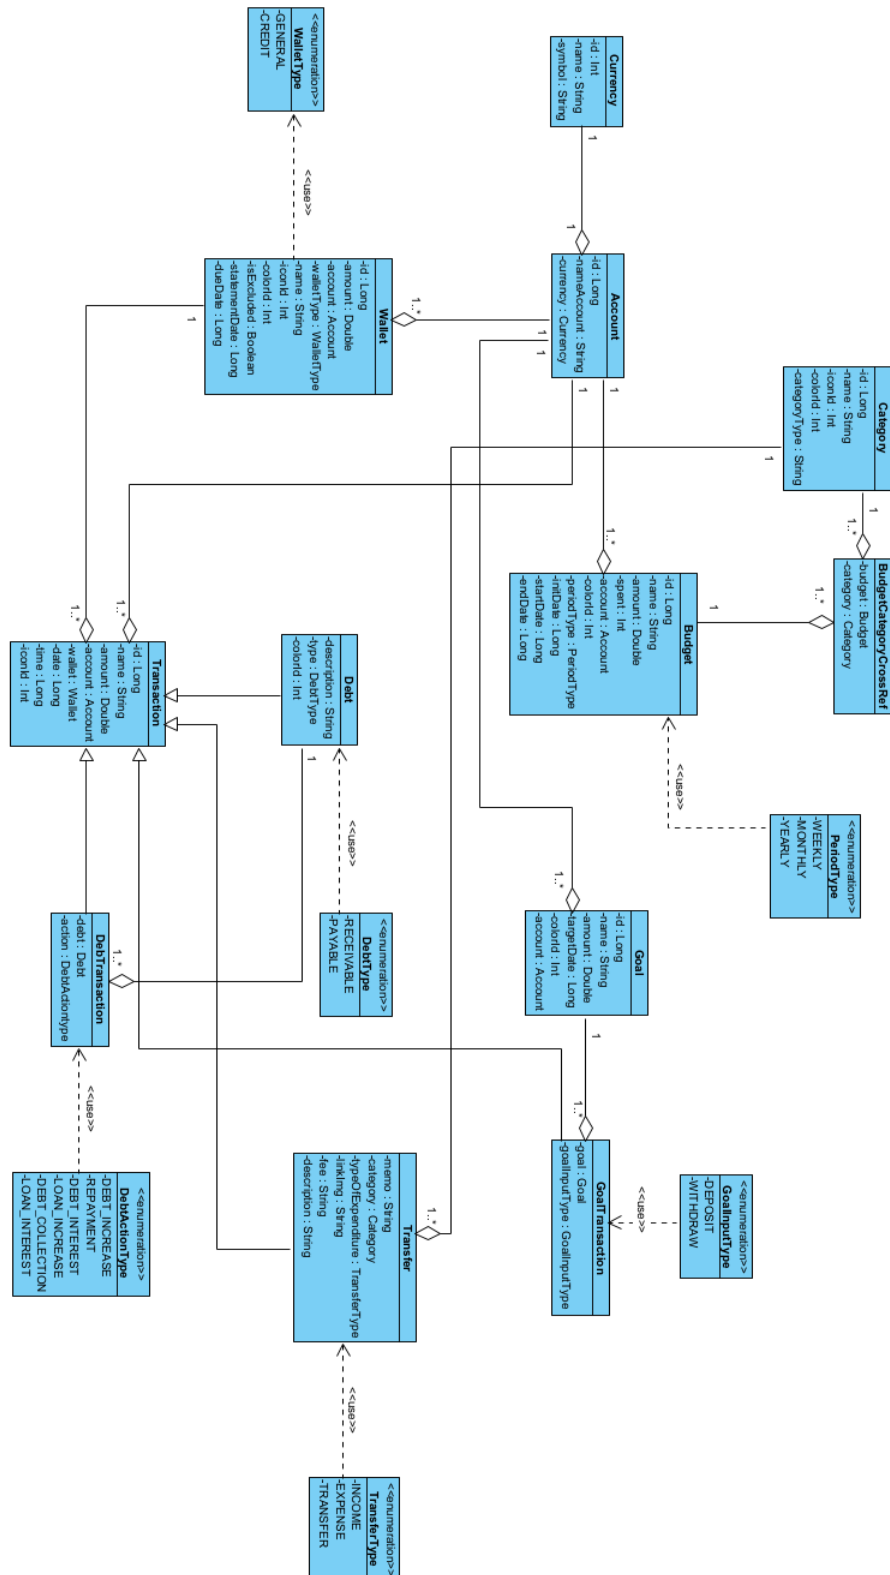 <<enumeration>>
WalletType
-GENERAL
-CREDIT
<<use>>
Wallet
-id : Long
-amount : Double
-account : Account
-walletType : WalletType
-name : String
-iconId : Int
-colorId : Int
-isExcluded : Boolean
-statementDate : Long
-dueDate : Long
1..*
1
Currency
-id : Int
-name : String
-symbol : String
1
1
Account
-id : Long
-nameAccount : String
-currency : Currency
1
1
1
1
Category
-id : Long
-name : String
-iconId : Int
-colorId : Int
-categoryType : String
1
1
1..*
BudgetCategoryCrossRef
-budget : Budget
-category : Category
1..*
1
1..*
Budget
-id : Long
-name : String
-amount : Double
-spent : Int
-account : Account
-colorId : Int
-periodType : PeriodType
-initDate : Long
-startDate : Long
-endDate : Long
<<use>>
<<enumeration>>
PeriodType
-WEEKLY
-MONTHLY
-YEARLY
1..*
1..*
Transaction
-id : Long
-name : String
-amount : Double
-account : Account
-wallet : Wallet
-date : Long
-time : Long
-iconId : Int
Debt
-description : String
-type : DebtType
-colorId : Int
1
<<use>>
<<enumeration>>
DebtType
-RECEIVABLE
-PAYABLE
1..*
DebTransaction
-debt : Debt
-action : DebtActiontype
<<use>>
<<enumeration>>
DebtActionType
-DEBT_INCREASE
-REPAYMENT
-DEBT_INTEREST
-LOAN_INCREASE
-DEBT_COLLECTION
-LOAN_INTEREST
1..*
Goal
-id : Long
-name : String
-amount : Double
-targetDate : Long
-colorId : Int
-account : Account
1
1..*
GoalTransaction
-goal : Goal
-goalInputType : GoalInputType
<<use>>
<<enumeration>>
GoalInputType
-DEPOSIT
-WITHDRAW
1..*
Transfer
-memo : String
-category : Category
-typeOfExpenditure : TransferType
-linkImg : String
-fee : String
-description : String
<<use>>
<<enumeration>>
TransferType
-INCOME
-EXPENSE
-TRANSFER